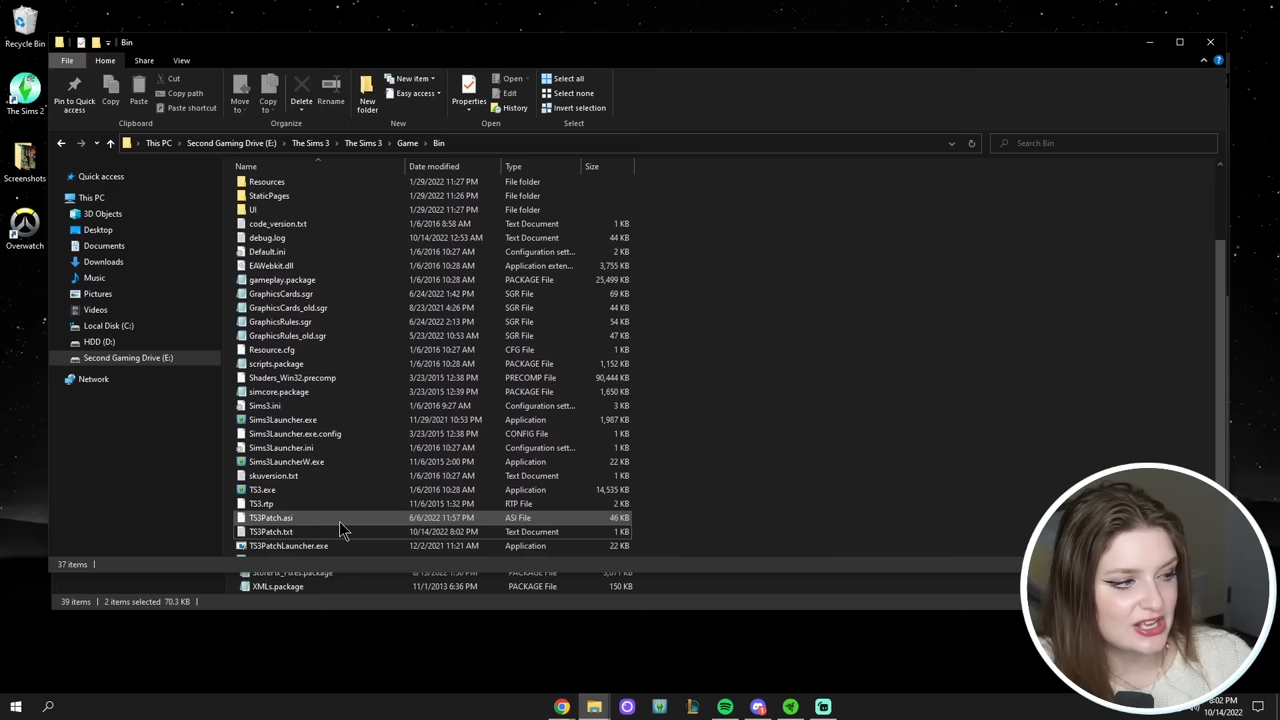 Recycle Bin
The Sims 2
Screenshots
Overwatch
Bin
File Home Share View
Pin to Quick access
Copy
Paste
Cut
Copy path
Paste shortcut
Clipboard
Move to
Copy to
Delete
Rename
Organize
New folder
New item
Easy access
New
Properties
Open
Edit
History
Open
Select all
Select none
Invert selection
Select
This PC > Second Gaming Drive (E:) > The Sims 3 > The Sims 3 > Game > Bin
Search Bin
Quick access
This PC
3D Objects
Desktop
Documents
Downloads
Music
Pictures
Videos
Local Disk (C:)
HDD (D:)
Second Gaming Drive (E:)
Network
Name Date modified Type Size
Resources 1/29/2022 11:27 PM File folder
StaticPages 1/29/2022 11:26 PM File folder
UI 1/29/2022 11:27 PM File folder
code_version.txt 1/6/2016 8:58 AM Text Document 1 KB
debug.log 10/14/2022 12:53 AM Text Document 44 KB
Default.ini 1/6/2016 10:27 AM Configuration sett... 2 KB
EAWebkit.dll 1/6/2016 10:28 AM Application exten... 3,755 KB
gameplay.package 1/6/2016 10:28 AM PACKAGE File 25,499 KB
GraphicsCards.sgr 6/24/2022 1:42 PM SGR File 69 KB
GraphicsCards_old.sgr 8/23/2021 4:26 PM SGR File 44 KB
GraphicsRules.sgr 6/24/2022 2:13 PM SGR File 54 KB
GraphicsRules_old.sgr 5/23/2022 10:53 AM SGR File 47 KB
Resource.cfg 1/6/2016 10:27 AM CFG File 1 KB
scripts.package 1/6/2016 10:28 AM PACKAGE File 1,152 KB
Shaders_Win32.precomp 3/23/2015 12:38 PM PRECOMP File 90,444 KB
simcore.package 3/23/2015 12:39 PM PACKAGE File 1,650 KB
Sims3.ini 1/6/2016 9:27 AM Configuration sett... 3 KB
Sims3Launcher.exe 11/29/2021 10:53 PM Application 1,987 KB
Sims3Launcher.exe.config 3/23/2015 12:38 PM CONFIG File 1 KB
Sims3Launcher.ini 1/6/2016 10:27 AM Configuration sett... 1 KB
Sims3LauncherW.exe 11/6/2015 2:00 PM Application 22 KB
skuversion.txt 1/6/2016 10:27 AM Text Document 1 KB
TS3.exe 1/6/2016 10:28 AM Application 14,535 KB
TS3.rtp 11/6/2015 1:32 PM RTP File 2 KB
TS3Patch.asi 6/6/2022 11:57 PM ASI File 46 KB
TS3Patch.txt 10/14/2022 8:02 PM Text Document 1 KB
TS3PatchLauncher.exe 12/2/2021 11:21 AM Application 22 KB
37 items
XMLs.package 11/1/2013 6:36 PM PACKAGE File 150 KB
39 items 2 items selected 70.3 KB
8:02 PM
10/14/2022